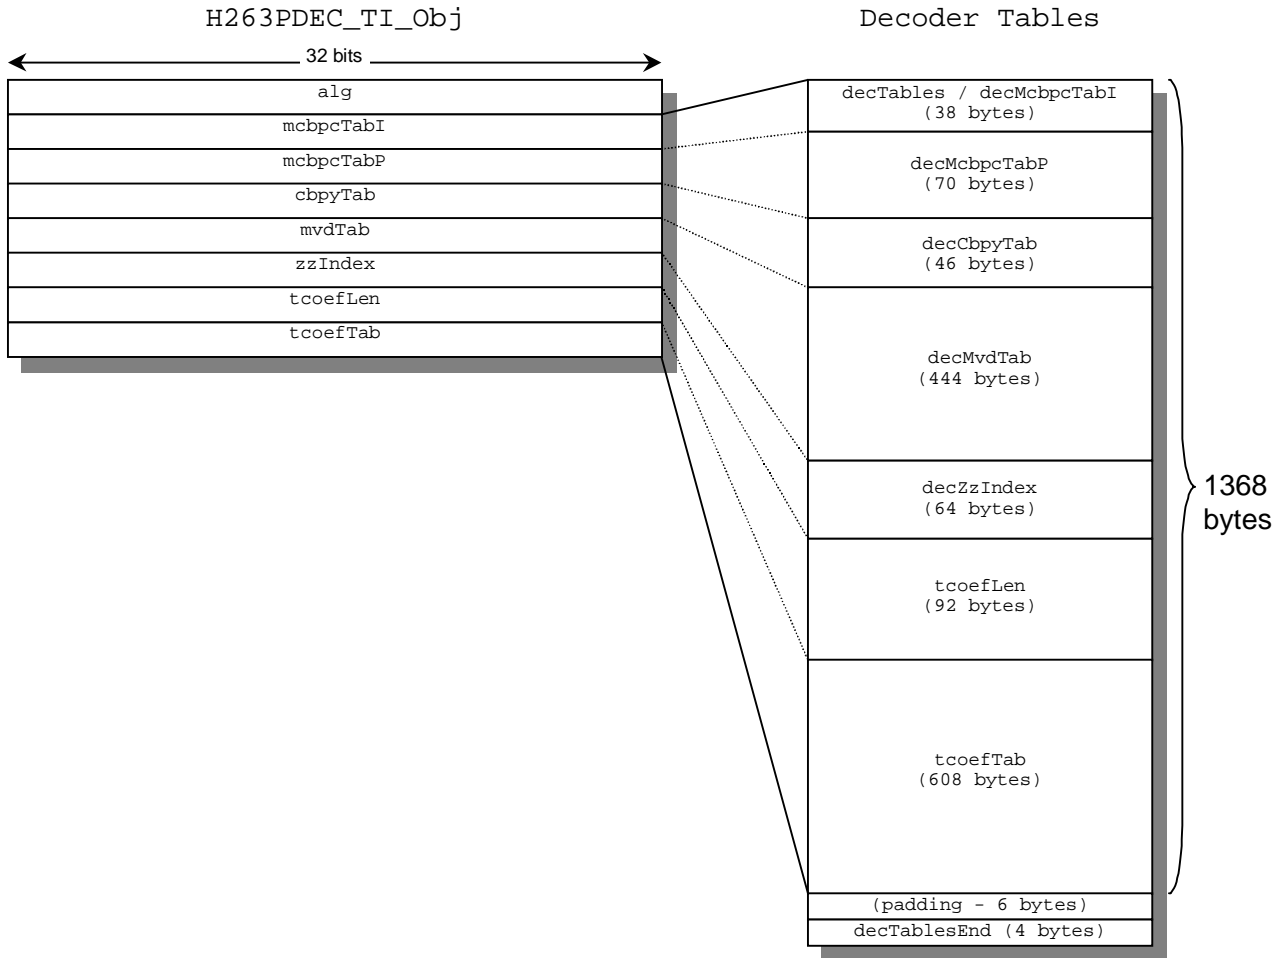 H263PDEC_TI_Obj
Decoder Tables
32 bits
alg
mcbpcTabI
mcbpcTabP
cbpyTab
mvdTab
zzIndex
tcoefLen
tcoefTab
decTables / decMcbpcTabI
(38 bytes)
decMcbpcTabP
(70 bytes)
decCbpyTab
(46 bytes)
decMvdTab
(444 bytes)
decZzIndex
(64 bytes)
tcoefLen
(92 bytes)
tcoefTab
(608 bytes)
(padding - 6 bytes)
decTablesEnd (4 bytes)
1368
bytes